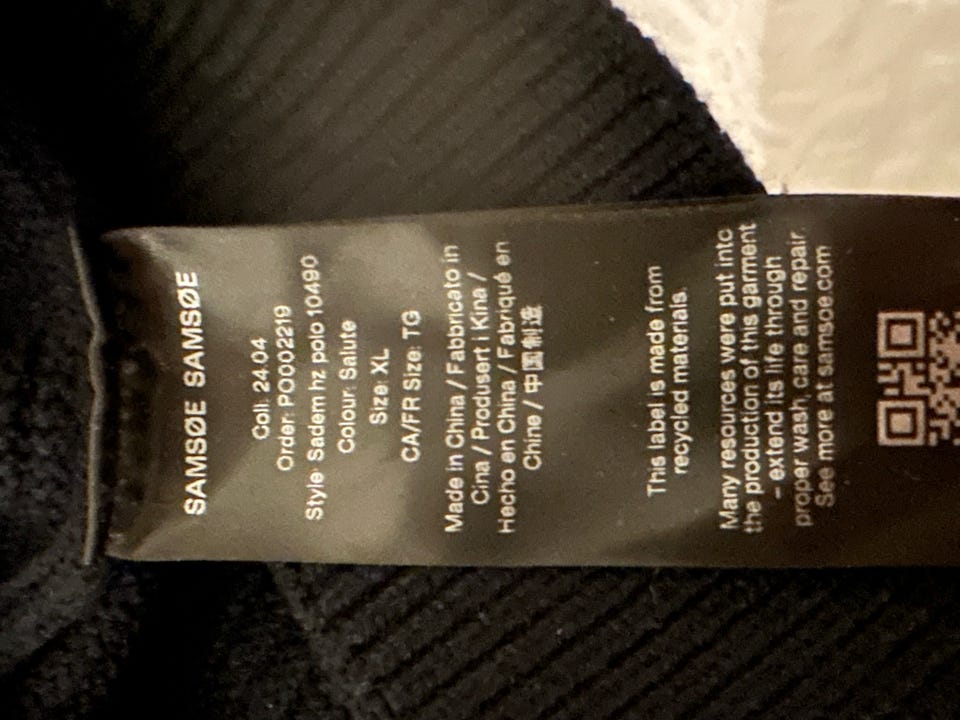 SAMSØE SAMSØE
Coll: 24.04
Order: PO002219
Style: Sadem hz polo 10490
Colour: Salute
Size: XL
CA/FR Size: TG
Made in China / Fabbricato in
Cina / Produsert i Kina /
Hecho en China / Fabriqué en
Chine / 中国制造
This label is made from
recycled materials.
Many resources were put into
the production of this garment
– extend its life through
proper wash, care and repair.
See more at samsoe.com